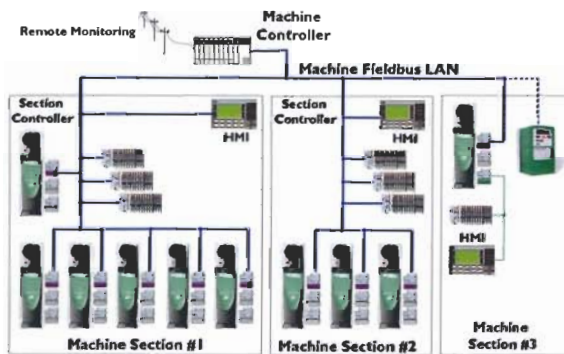 Remote Monitoring
Machine
Controller
Machine Fieldbus LAN
Section
Controller
HMI
Section
Controller
HMI
HMI
Machine Section #1
Machine Section #2
Machine
Section #3